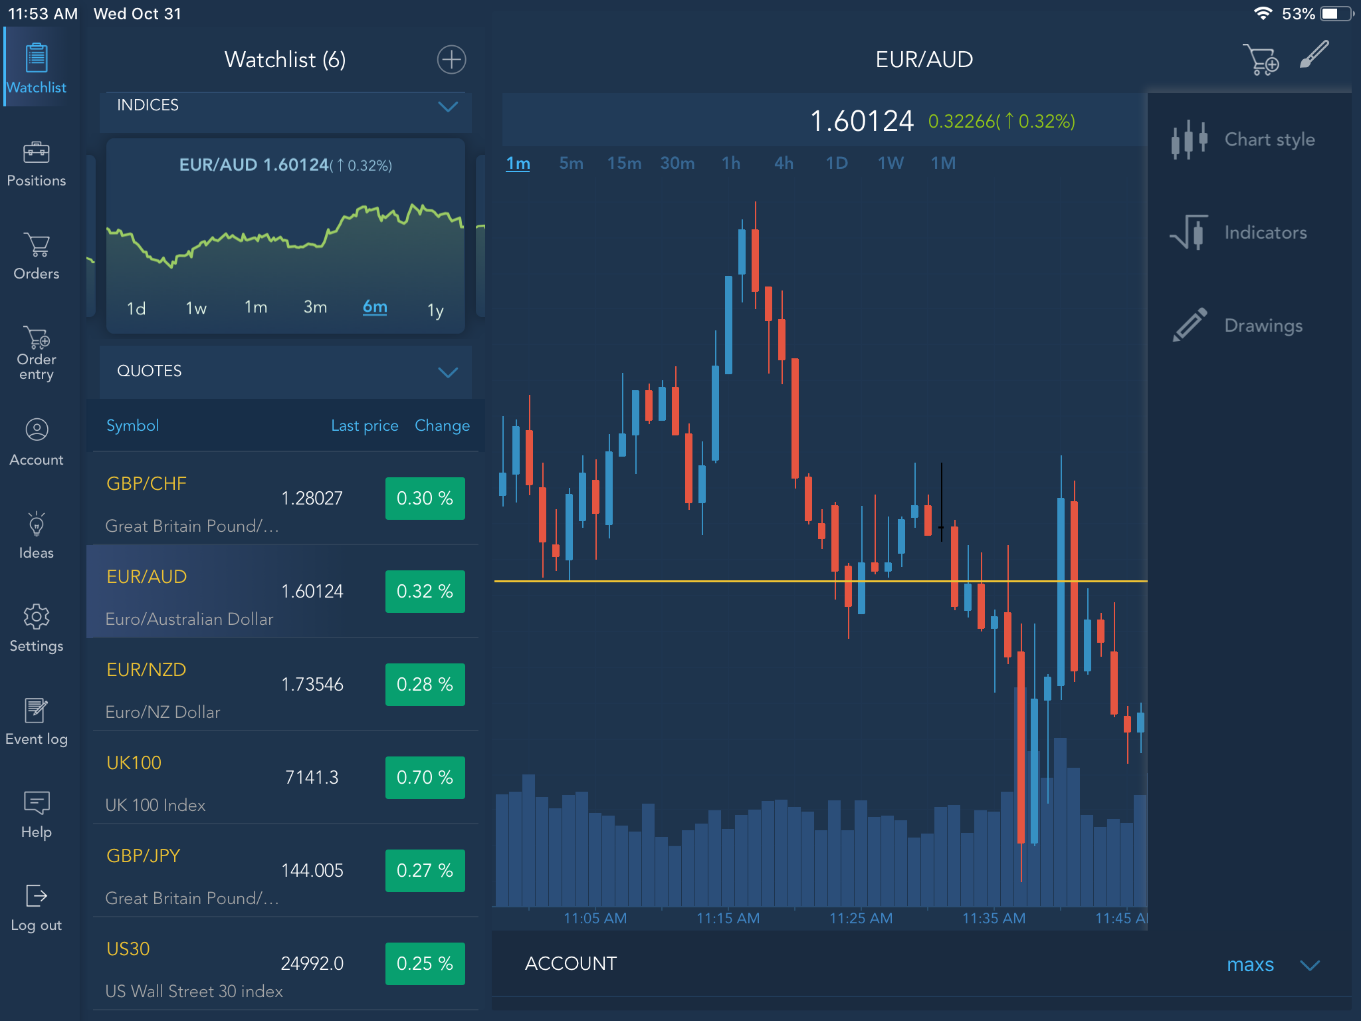 11:53 AM Wed Oct 31
53%
Watchlist
Positions
Orders
Order
entry
Account
Ideas
Settings
Event log
Help
Log out
Watchlist (6)
INDICES
EUR/AUD 1.60124(↑0.32%)
1d 1w 1m 3m 6m 1y
QUOTES
Symbol Last price Change
GBP/CHF
1.28027 0.30 %
Great Britain Pound/...
EUR/AUD
1.60124 0.32 %
Euro/Australian Dollar
EUR/NZD
1.73546 0.28 %
Euro/NZ Dollar
UK100
7141.3 0.70 %
UK 100 Index
GBP/JPY
144.005 0.27 %
Great Britain Pound/...
US30
24992.0 0.25 %
US Wall Street 30 index
EUR/AUD
1.60124 0.32266(↑0.32%)
1m 5m 15m 30m 1h 4h 1D 1W 1M
11:05 AM 11:15 AM 11:25 AM 11:35 AM 11:45 A
Chart style
Indicators
Drawings
ACCOUNT
maxs